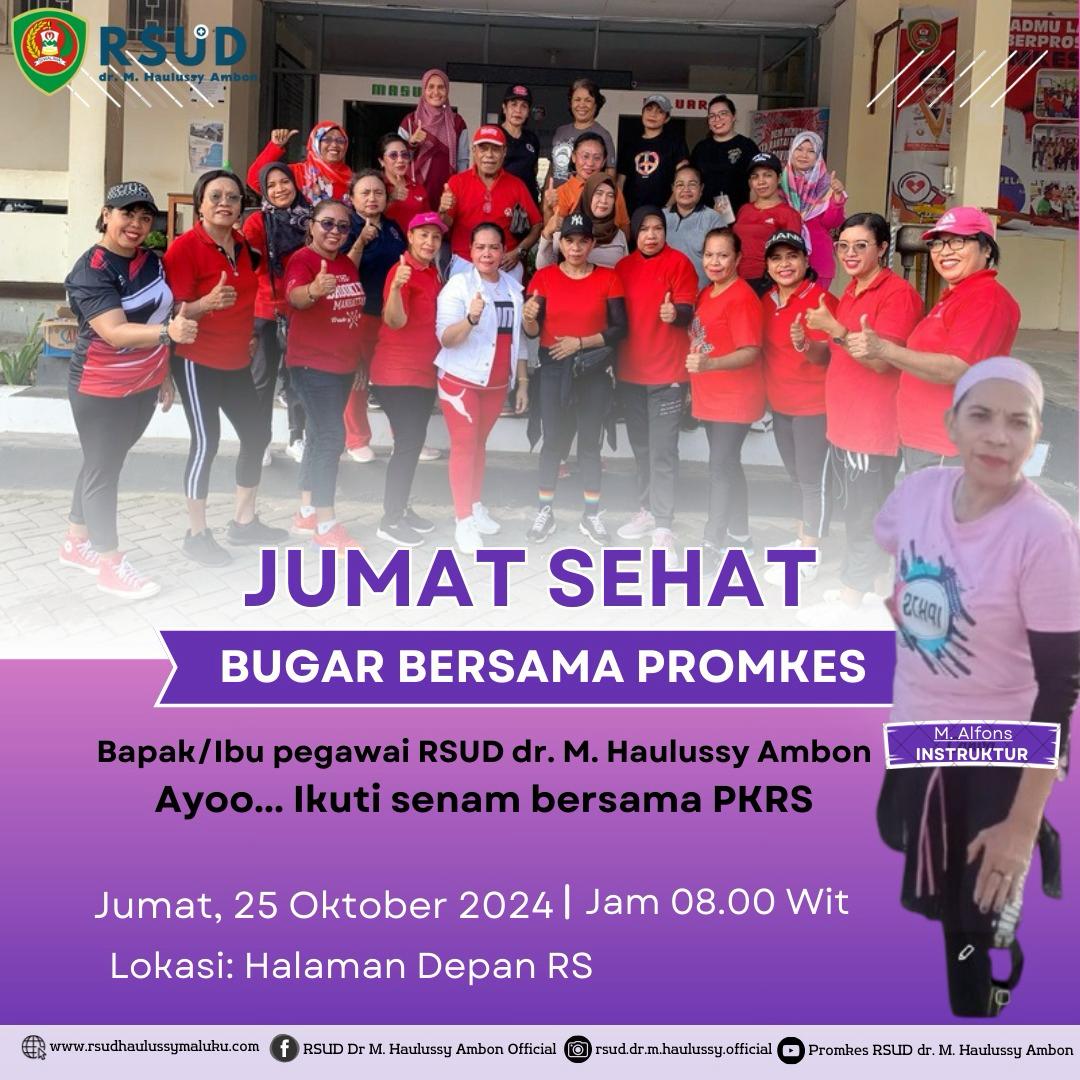 RSUD
dr. M. Haulussy Ambon
MASU
LUAR
JUMAT SEHAT
BUGAR BERSAMA PROMKES
Bapak/Ibu pegawai RSUD dr. M. Haulussy Ambon
Ayoo... Ikuti senam bersama PKRS
M. Alfons
INSTRUKTUR
Jumat, 25 Oktober 2024 | Jam 08.00 Wit
Lokasi: Halaman Depan RS
www.rsudhaulussymaluku.com
RSUD Dr M. Haulussy Ambon Official
rsud.dr.m.haulussy.official
Promkes RSUD dr. M. Haulussy Ambon